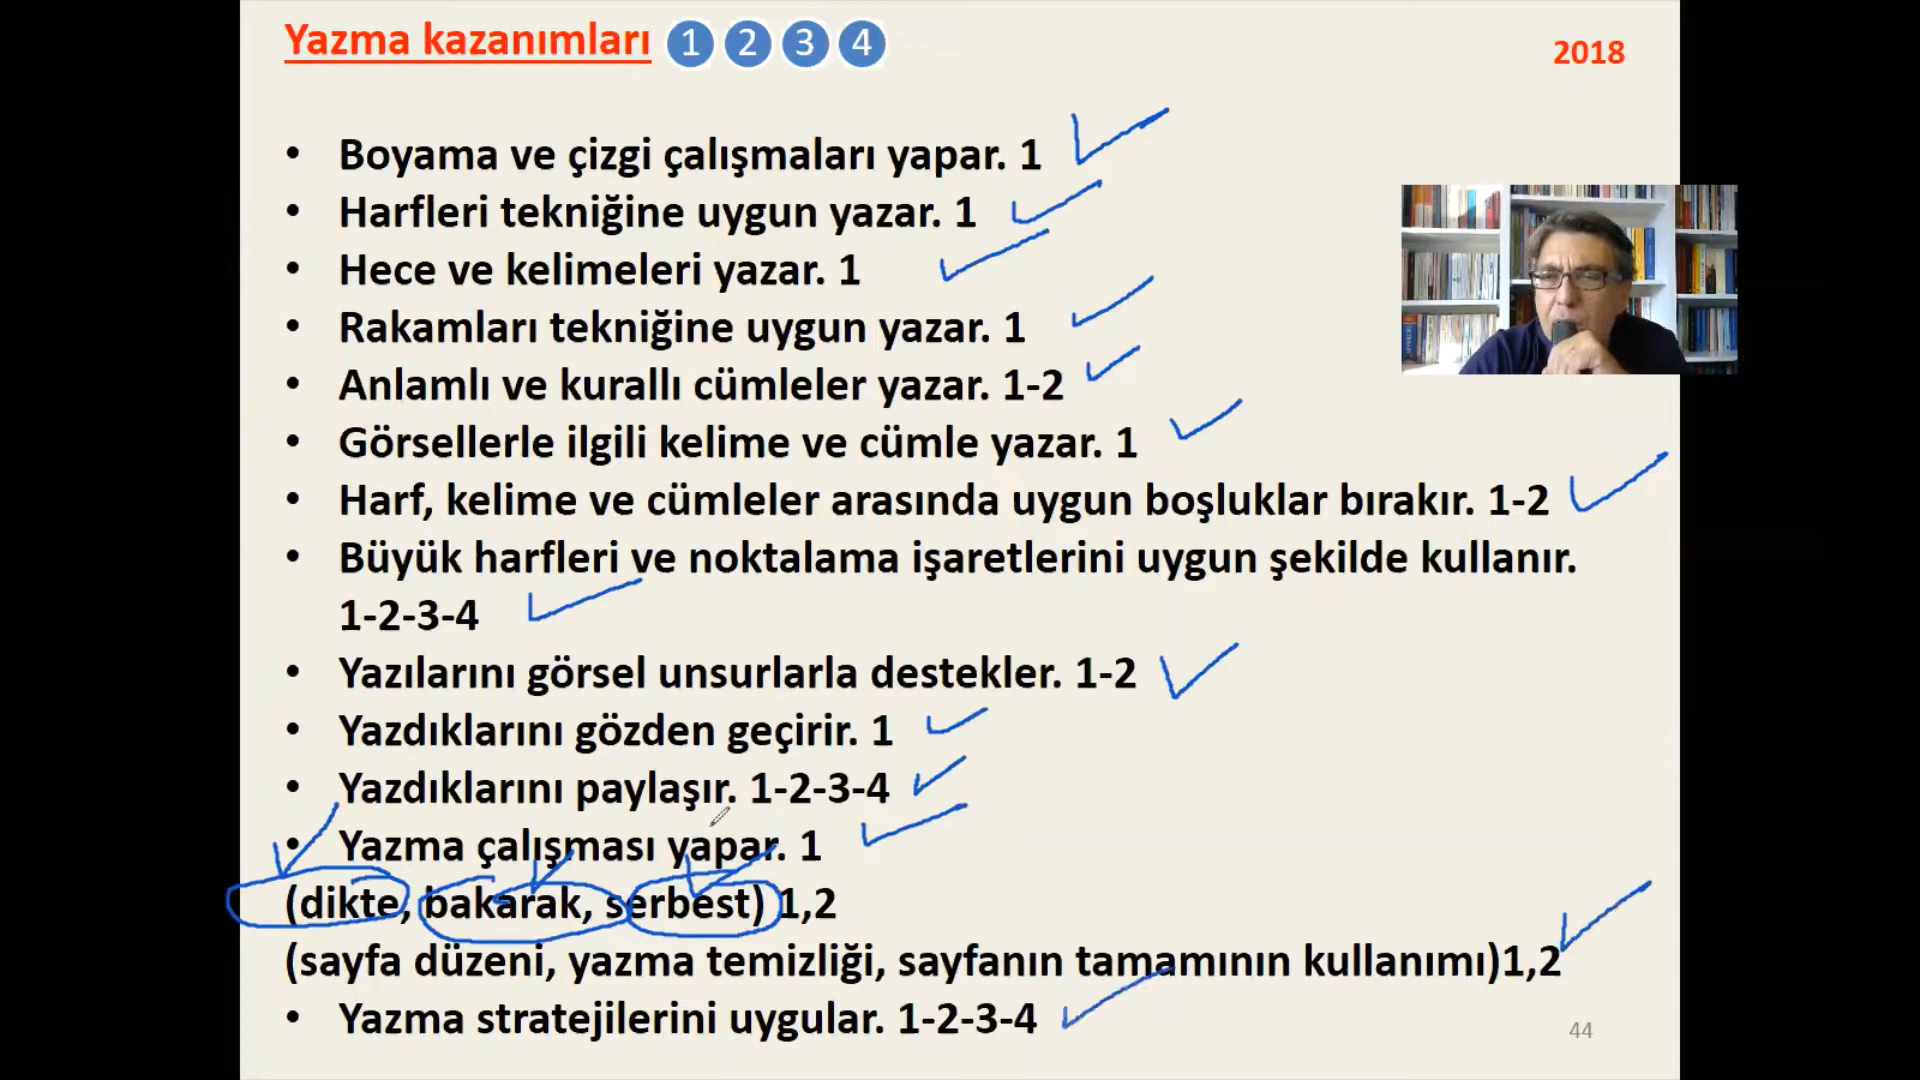 Yazma kazanımları 1 2 3 4
2018
• Boyama ve çizgi çalışmaları yapar. 1
• Harfleri tekniğine uygun yazar. 1
• Hece ve kelimeleri yazar. 1
• Rakamları tekniğine uygun yazar. 1
• Anlamlı ve kurallı cümleler yazar. 1-2
• Görsellerle ilgili kelime ve cümle yazar. 1
• Harf, kelime ve cümleler arasında uygun boşluklar bırakır. 1-2
• Büyük harfleri ve noktalama işaretlerini uygun şekilde kullanır.
1-2-3-4
• Yazılarını görsel unsurlarla destekler. 1-2
• Yazdıklarını gözden geçirir. 1
• Yazdıklarını paylaşır. 1-2-3-4
• Yazma çalışması yapar. 1
(dikte, bakarak, serbest) 1,2
(sayfa düzeni, yazma temizliği, sayfanın tamamının kullanımı)1,2
• Yazma stratejilerini uygular. 1-2-3-4
44